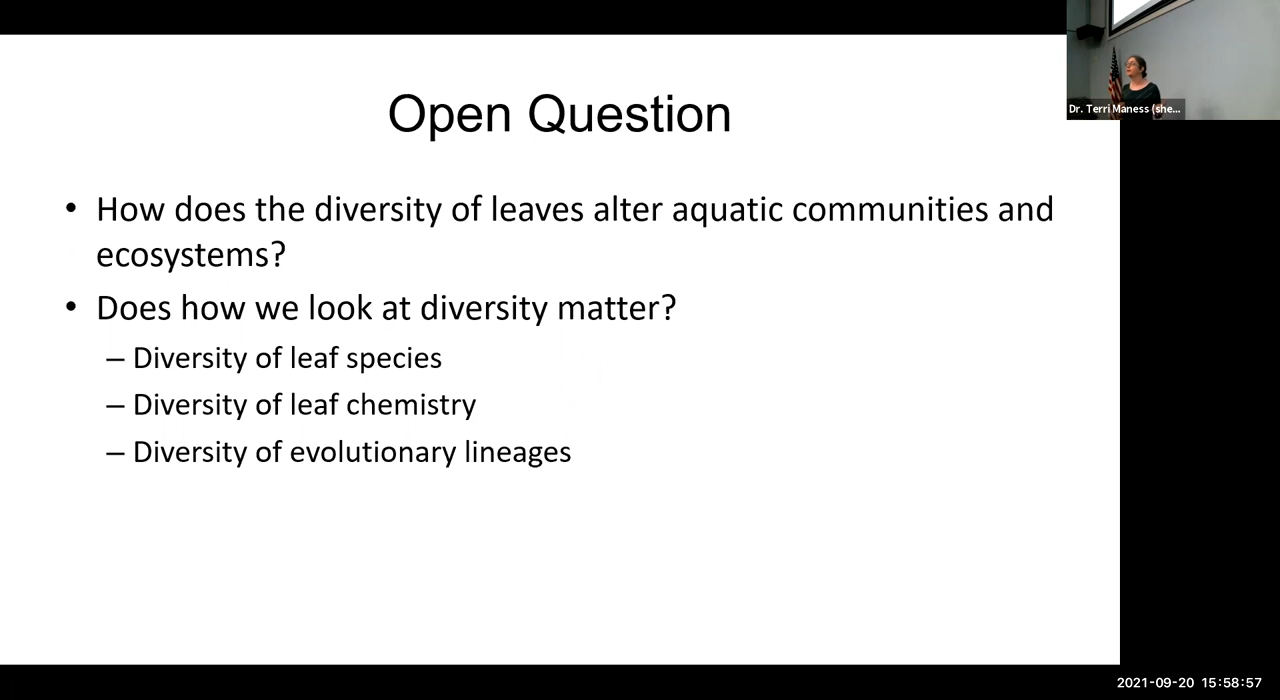 Open Question
• How does the diversity of leaves alter aquatic communities and
ecosystems?
• Does how we look at diversity matter?
– Diversity of leaf species
– Diversity of leaf chemistry
– Diversity of evolutionary lineages
Dr. Terri Maness (she...
2021-09-20 15:58:57